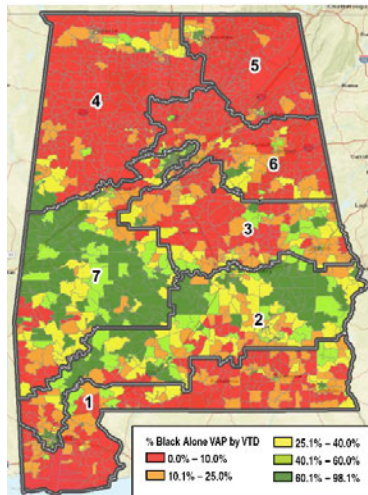 5
4
6
3
7
2
1
% Black Alone VAP by VTD
0.0% – 10.0%
10.1% – 25.0%
25.1% – 40.0%
40.1% – 60.0%
60.1% – 98.1%